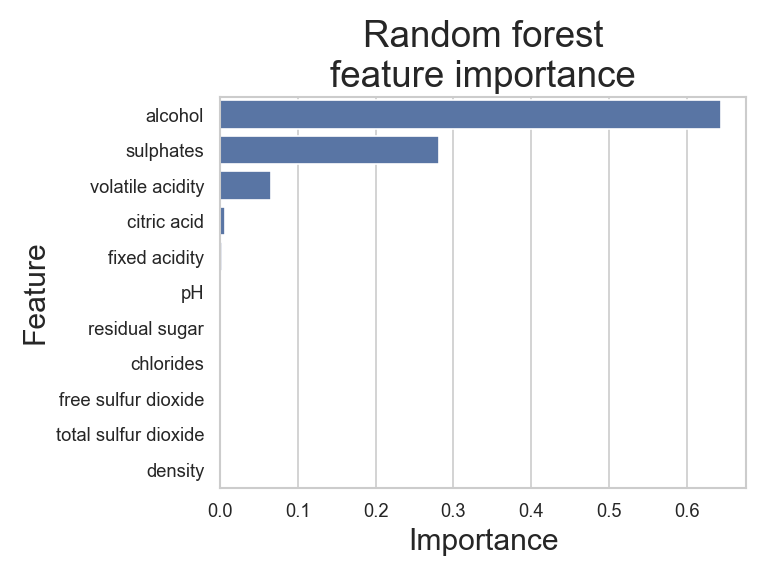 Random forest
feature importance
alcohol
sulphates
volatile acidity
citric acid
fixed acidity
pH
residual sugar
chlorides
free sulfur dioxide
total sulfur dioxide
density
Feature
0.0 0.1 0.2 0.3 0.4 0.5 0.6
Importance